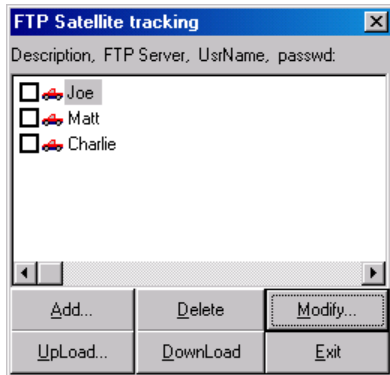 FTP Satellite tracking
Description, FTP Server, UsrName, passwd:
Joe
Matt
Charlie
Add... Delete Modify...
UpLoad... DownLoad Exit